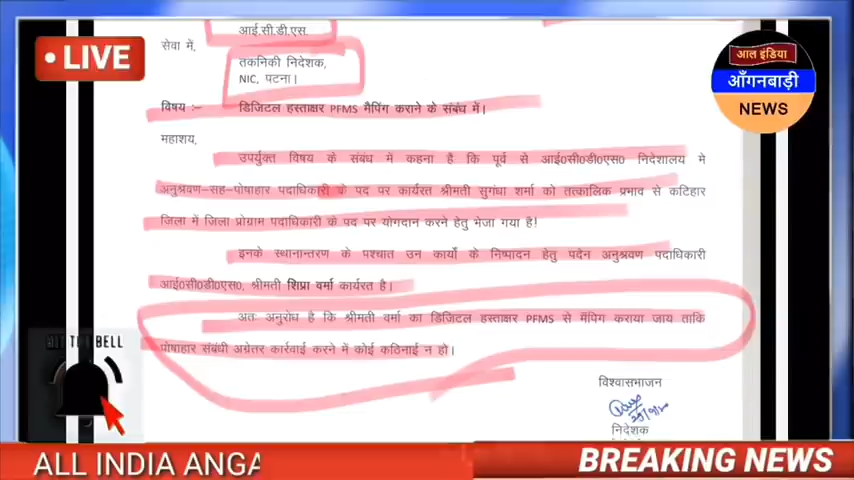 आई.सी.डी.एस.
सेवा में,
तकनिकी निदेशक,
NIC, पटना।
विषय :- डिजिटल हस्ताक्षर PFMS मैपिंग कराने के संबंध में।
महाशय,
उपर्युक्त विषय के संबंध में कहना है कि पूर्व से आई0सी0डी0एस0 निदेशालय मे
अनुश्रवण-सह-पोषाहार पदाधिकारी के पद पर कार्यरत श्रीमती सुगंधा शर्मा को तत्कालिक प्रभाव से कटिहार
जिला में जिला प्रोग्राम पदाधिकारी के पद पर योगदान करने हेतु भेजा गया है!
इनके स्थानान्तरण के पश्चात उन कार्यो के निष्पादन हेतु पदेन अनुश्रवण पदाधिकारी
आई0सी0डी0एस0, श्रीमती शिप्रा वर्मा कार्यरत है।
अतः अनुरोध है कि श्रीमती वर्मा का डिजिटल हस्ताक्षर PFMS से मैंपिग कराया जाय ताकि
पोषाहार संबंधी अग्रेतर कार्रवाई करने में कोई कठिनाई न हो।
विश्वासभाजन
निदेशक
LIVE
आल इंडिया
आँगनबाड़ी
NEWS
HIT THE BELL
ALL INDIA ANGA
BREAKING NEWS